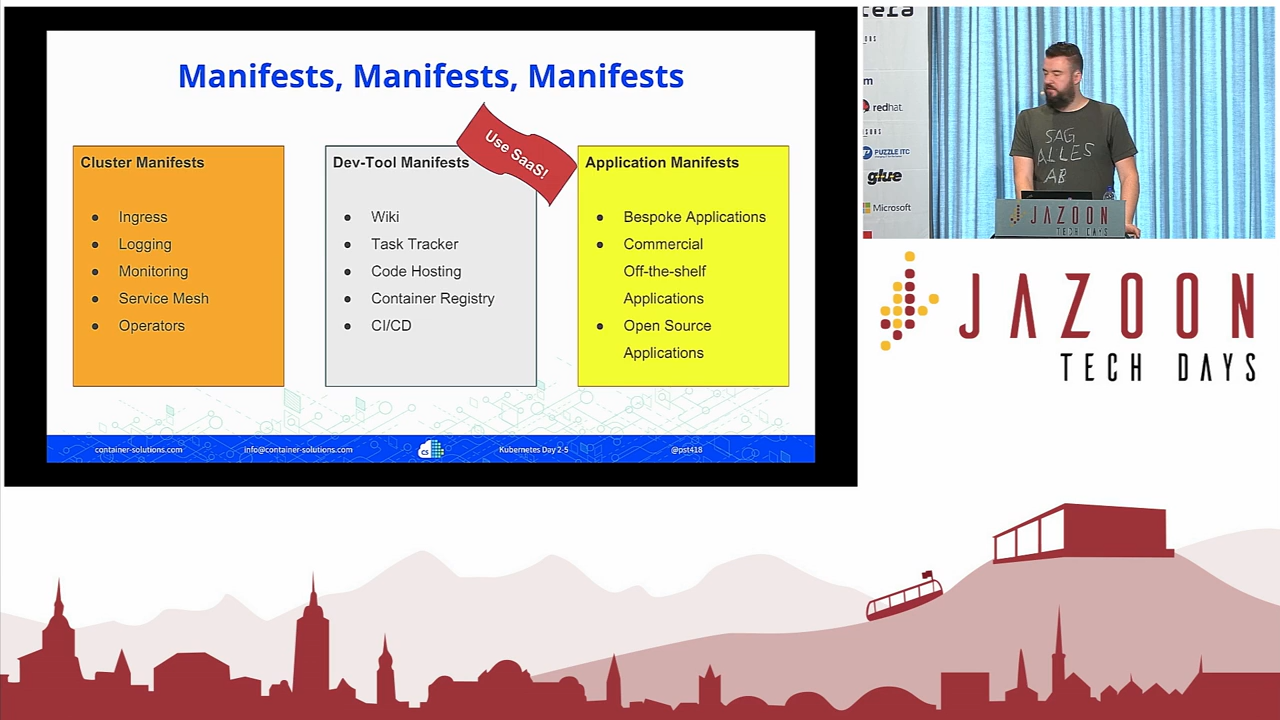 Manifests, Manifests, Manifests
Use SaaS!
Cluster Manifests
Ingress
Logging
Monitoring
Service Mesh
Operators
Dev-Tool Manifests
Wiki
Task Tracker
Code Hosting
Container Registry
CI/CD
Application Manifests
Bespoke Applications
Commercial
Off-the-shelf
Applications
Open Source
Applications
container-solutions.com
info@container-solutions.com
cs
Kubernetes Day 2-5
@pst418
redhat.
PUZZLE ITC
glue
Microsoft
SAG
ALLES
AB
JAZOON
TECH DAYS
JAZOON
TECH DAYS